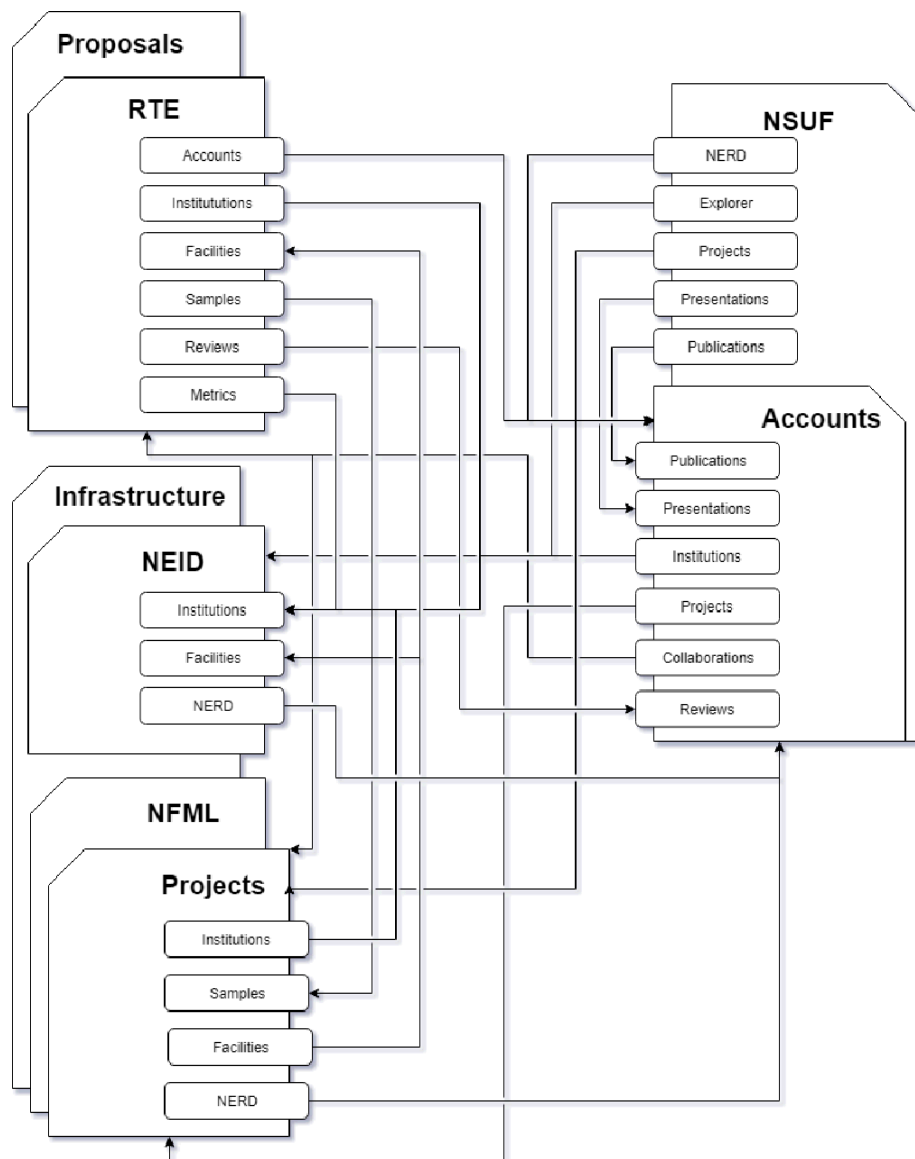 Proposals
RTE
Accounts
Institututions
Facilities
Samples
Reviews
Metrics
Infrastructure
NEID
Institutions
Facilities
NERD
NFML
Projects
Institutions
Samples
Facilities
NERD
NSUF
NERD
Explorer
Projects
Presentations
Publications
Accounts
Publications
Presentations
Institutions
Projects
Collaborations
Reviews